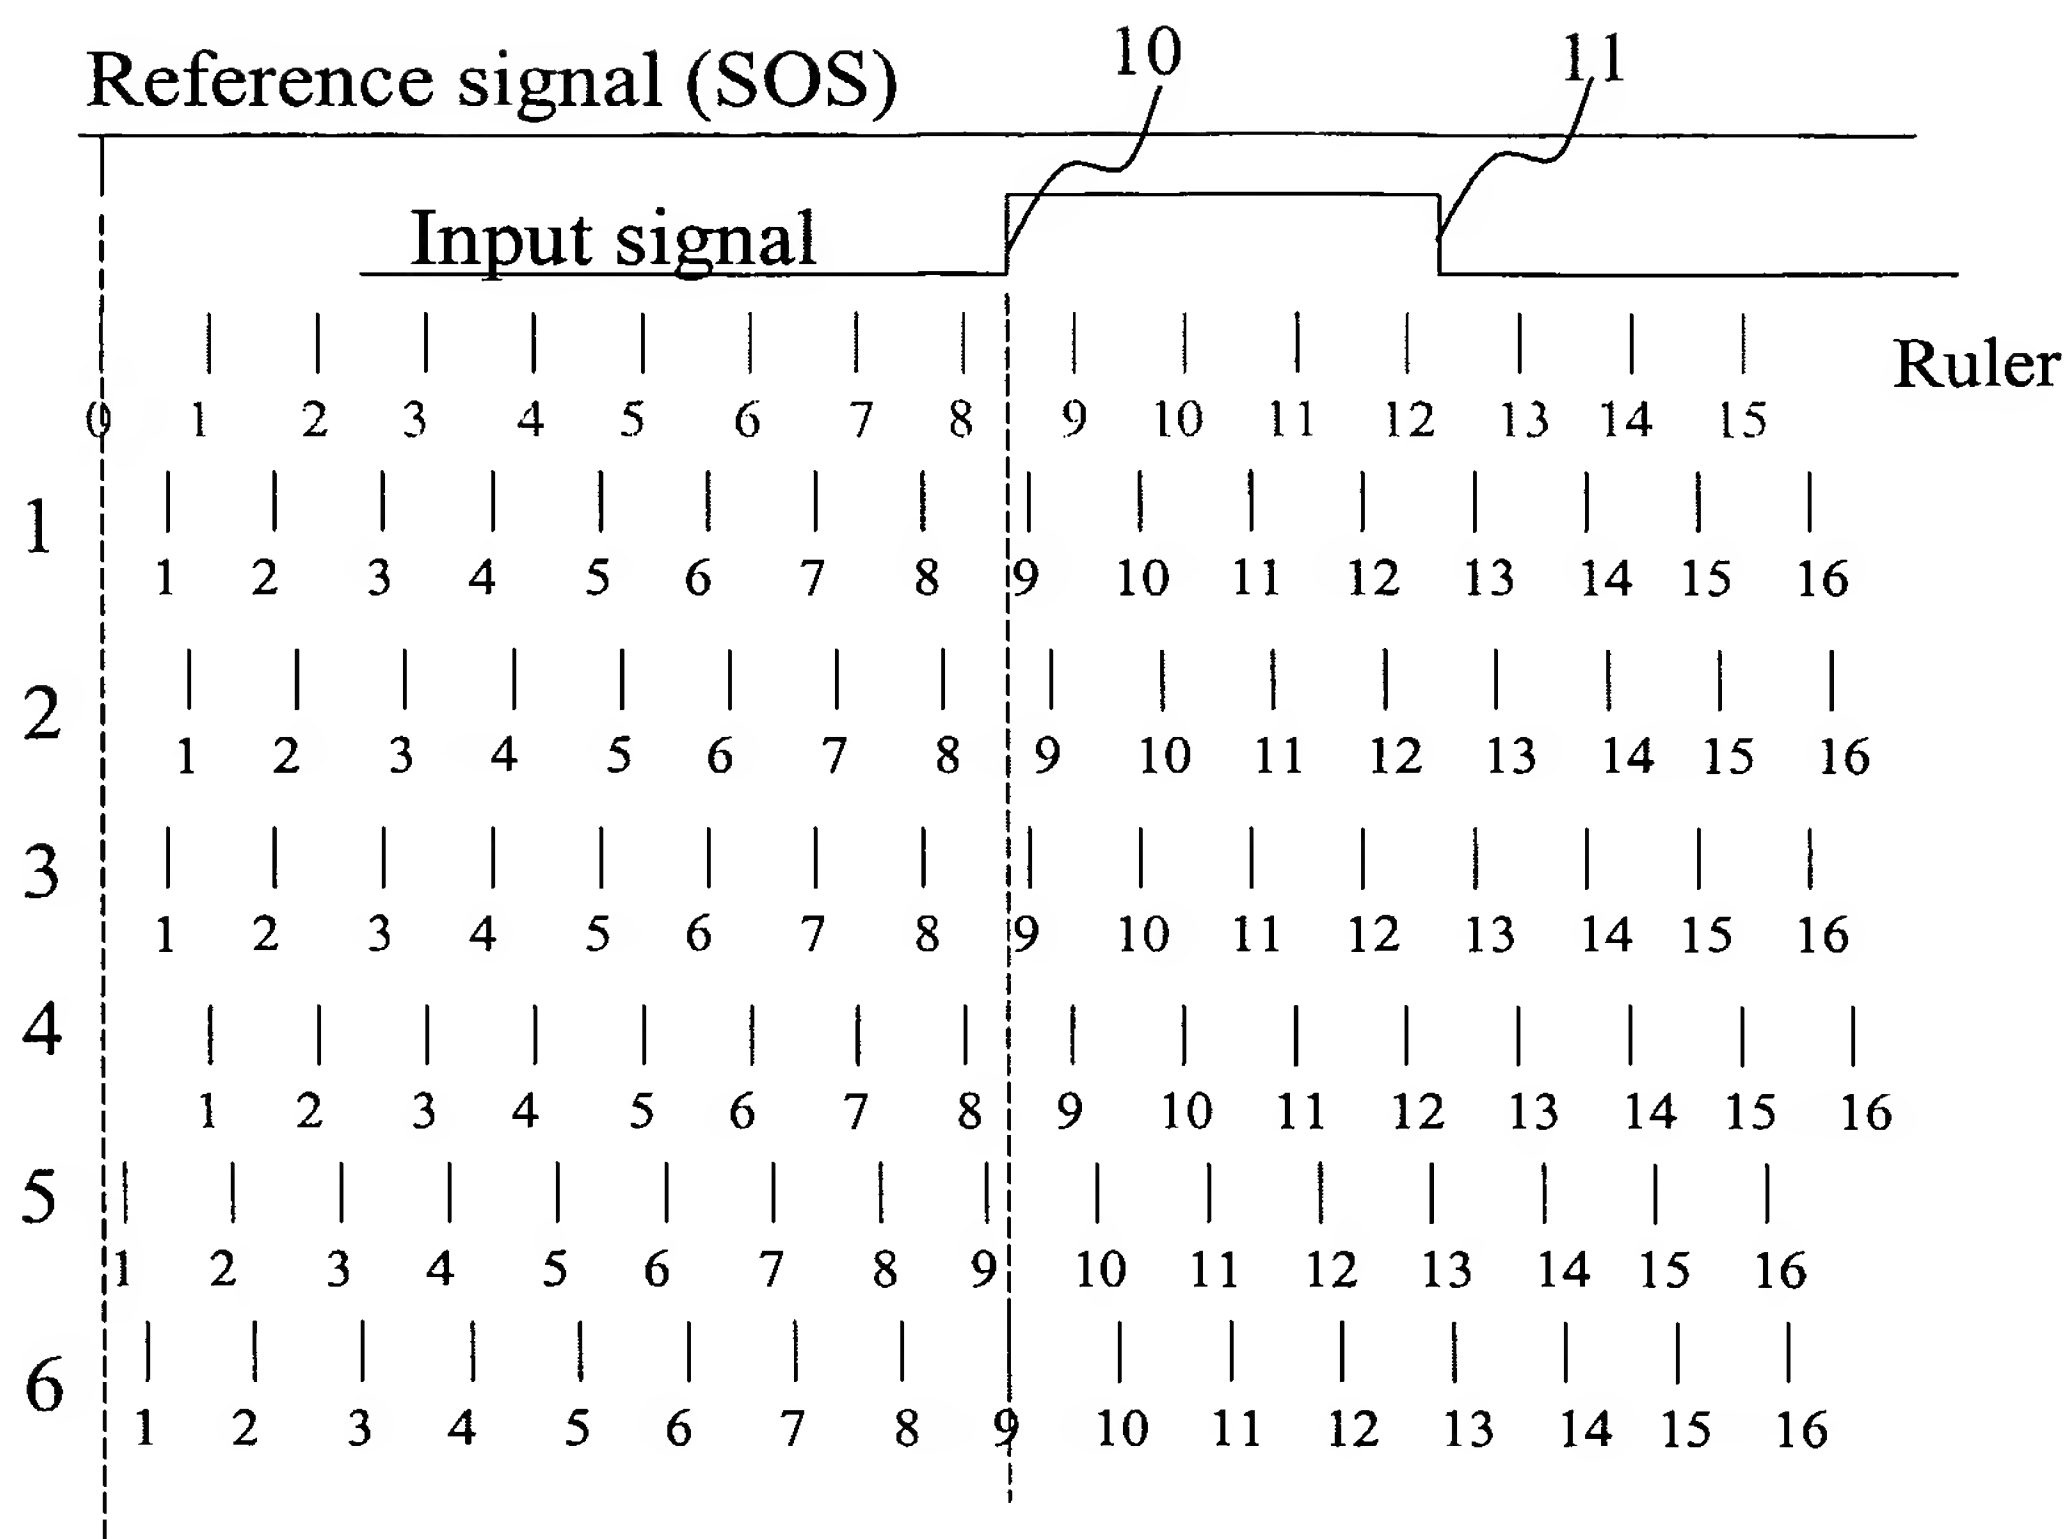 10
11
Reference signal (SOS)
Input signal
Ruler
0 1 2 3 4 5 6 7 8 9 10 11 12 13 14 15
1
1 2 3 4 5 6 7 8 9 10 11 12 13 14 15 16
2
1 2 3 4 5 6 7 8 9 10 11 12 13 14 15 16
3
1 2 3 4 5 6 7 8 9 10 11 12 13 14 15 16
4
1 2 3 4 5 6 7 8 9 10 11 12 13 14 15 16
5
1 2 3 4 5 6 7 8 9 10 11 12 13 14 15 16
6
1 2 3 4 5 6 7 8 9 10 11 12 13 14 15 16